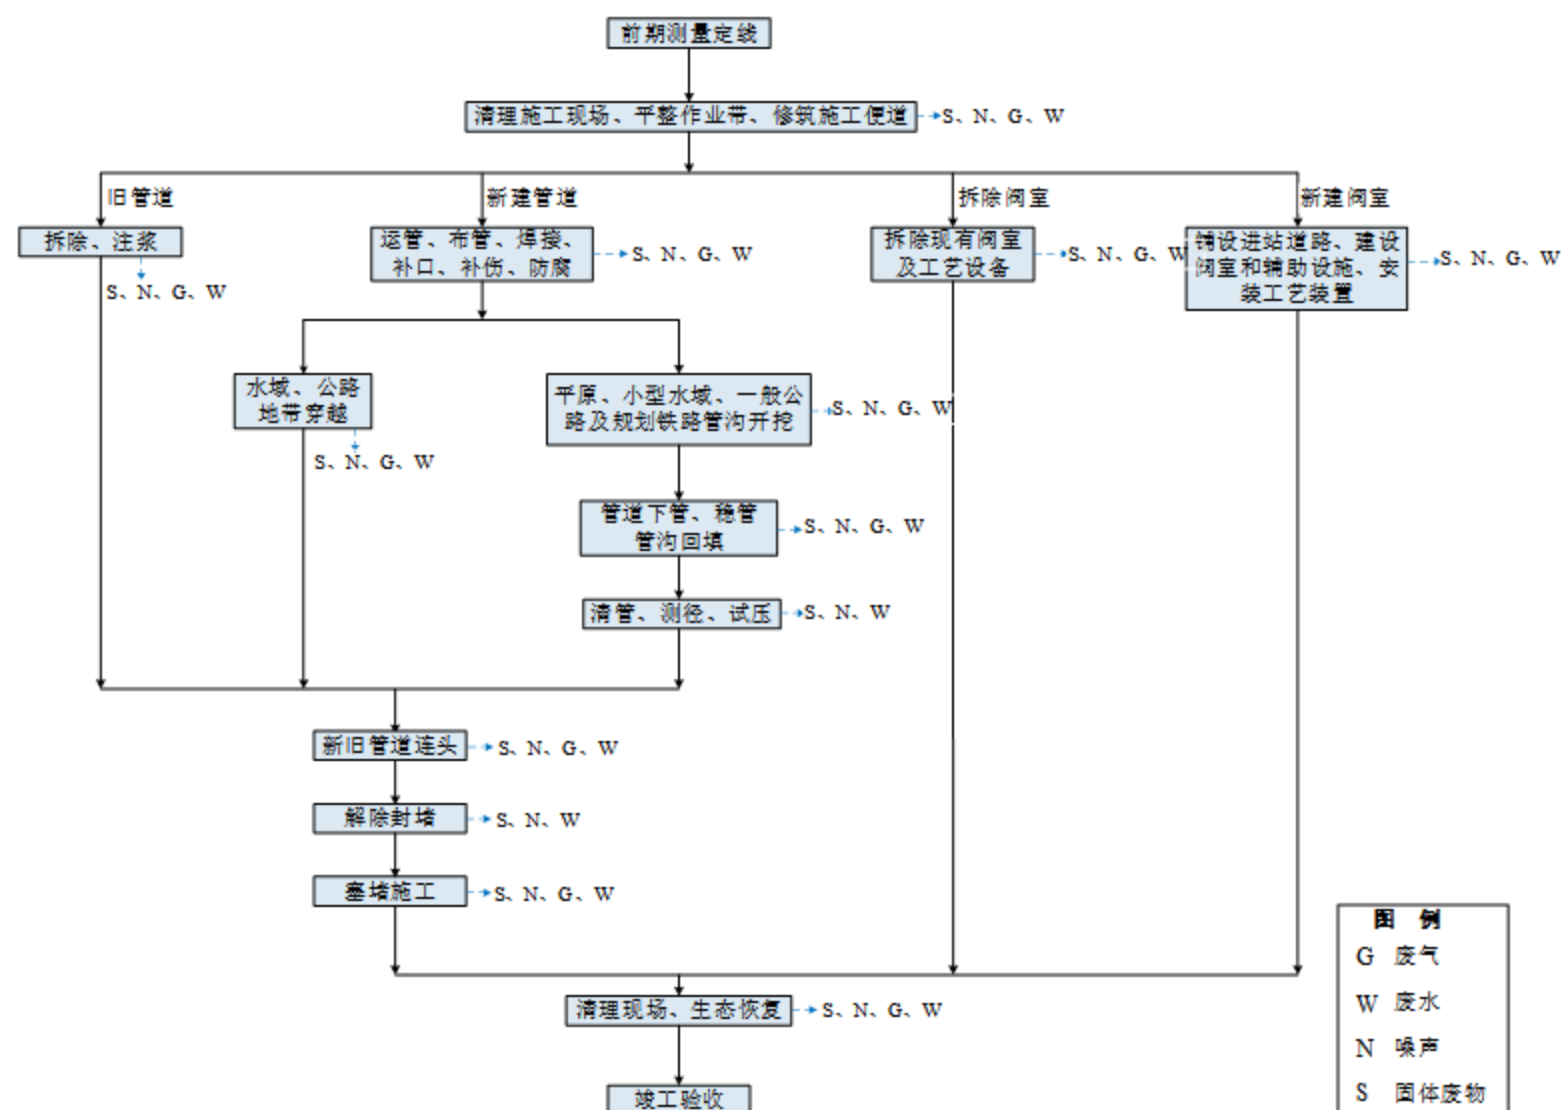 前期测量定线
清理施工现场、平整作业带、修筑施工便道
S、N、G、W
旧管道
新建管道
拆除阀室
新建阀室
拆除、注浆
S、N、G、W
运管、布管、焊接、
补口、补伤、防腐
S、N、G、W
拆除现有阀室
及工艺设备
S、N、G、W
铺设进站道路、建设
阀室和辅助设施、安
装工艺装置
S、N、G、W
水域、公路
地带穿越
S、N、G、W
平原、小型水域、一般公
路及规划铁路管沟开挖
S、N、G、W
管道下管、稳管
管沟回填
S、N、G、W
清管、测径、试压
S、N、W
新旧管道连头
S、N、G、W
解除封堵
S、N、W
塞堵施工
S、N、G、W
清理现场、生态恢复
S、N、G、W
竣工验收
图 例
G 废气
W 废水
N 噪声
S 固体废物